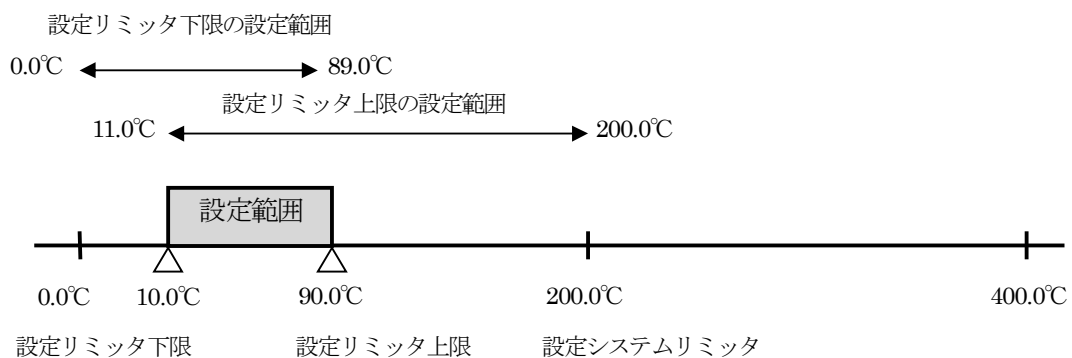 設定リミッタ下限の設定範囲
0.0℃ 89.0℃
設定リミッタ上限の設定範囲
11.0℃ 200.0℃
設定範囲
0.0℃ 10.0℃ 90.0℃ 200.0℃ 400.0℃
設定リミッタ下限 設定リミッタ上限 設定システムリミッタ